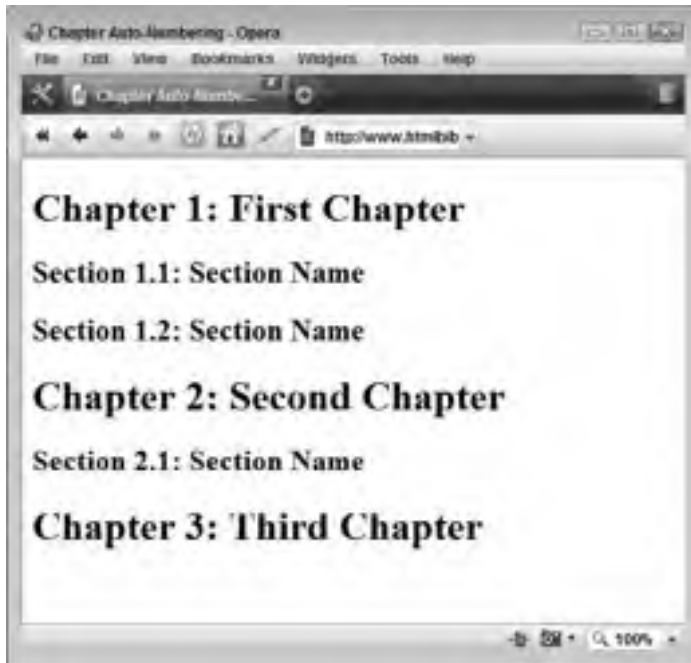 Chapter Auto-Numbering - Opera
File Edit View Bookmarks Widgets Tools Help
Chapter Auto-Numbe...
http://www.htmlbib
Chapter 1: First Chapter
Section 1.1: Section Name
Section 1.2: Section Name
Chapter 2: Second Chapter
Section 2.1: Section Name
Chapter 3: Third Chapter
100%